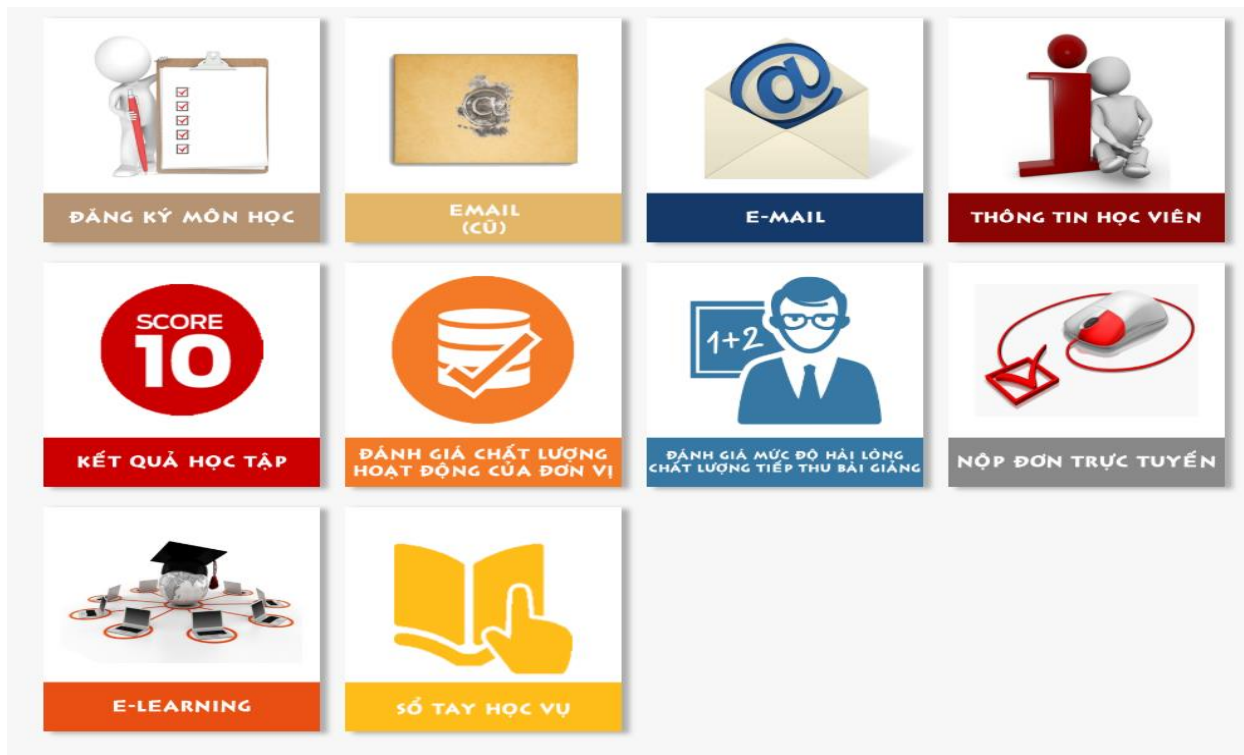 ĐĂNG KÝ MÔN HỌC
EMAIL
(CŨ)
@
E-MAIL
THÔNG TIN HỌC VIÊN
SCORE
10
KẾT QUẢ HỌC TẬP
ĐÁNH GIÁ CHẤT LƯỢNG
HOẠT ĐỘNG CỦA ĐƠN VỊ
1+2
ĐÁNH GIÁ MỨC ĐỘ HÀI LÒNG
CHẤT LƯỢNG TIẾP THU BÀI GIẢNG
NỘP ĐƠN TRỰC TUYẾN
E-LEARNING
SỔ TAY HỌC VỤ